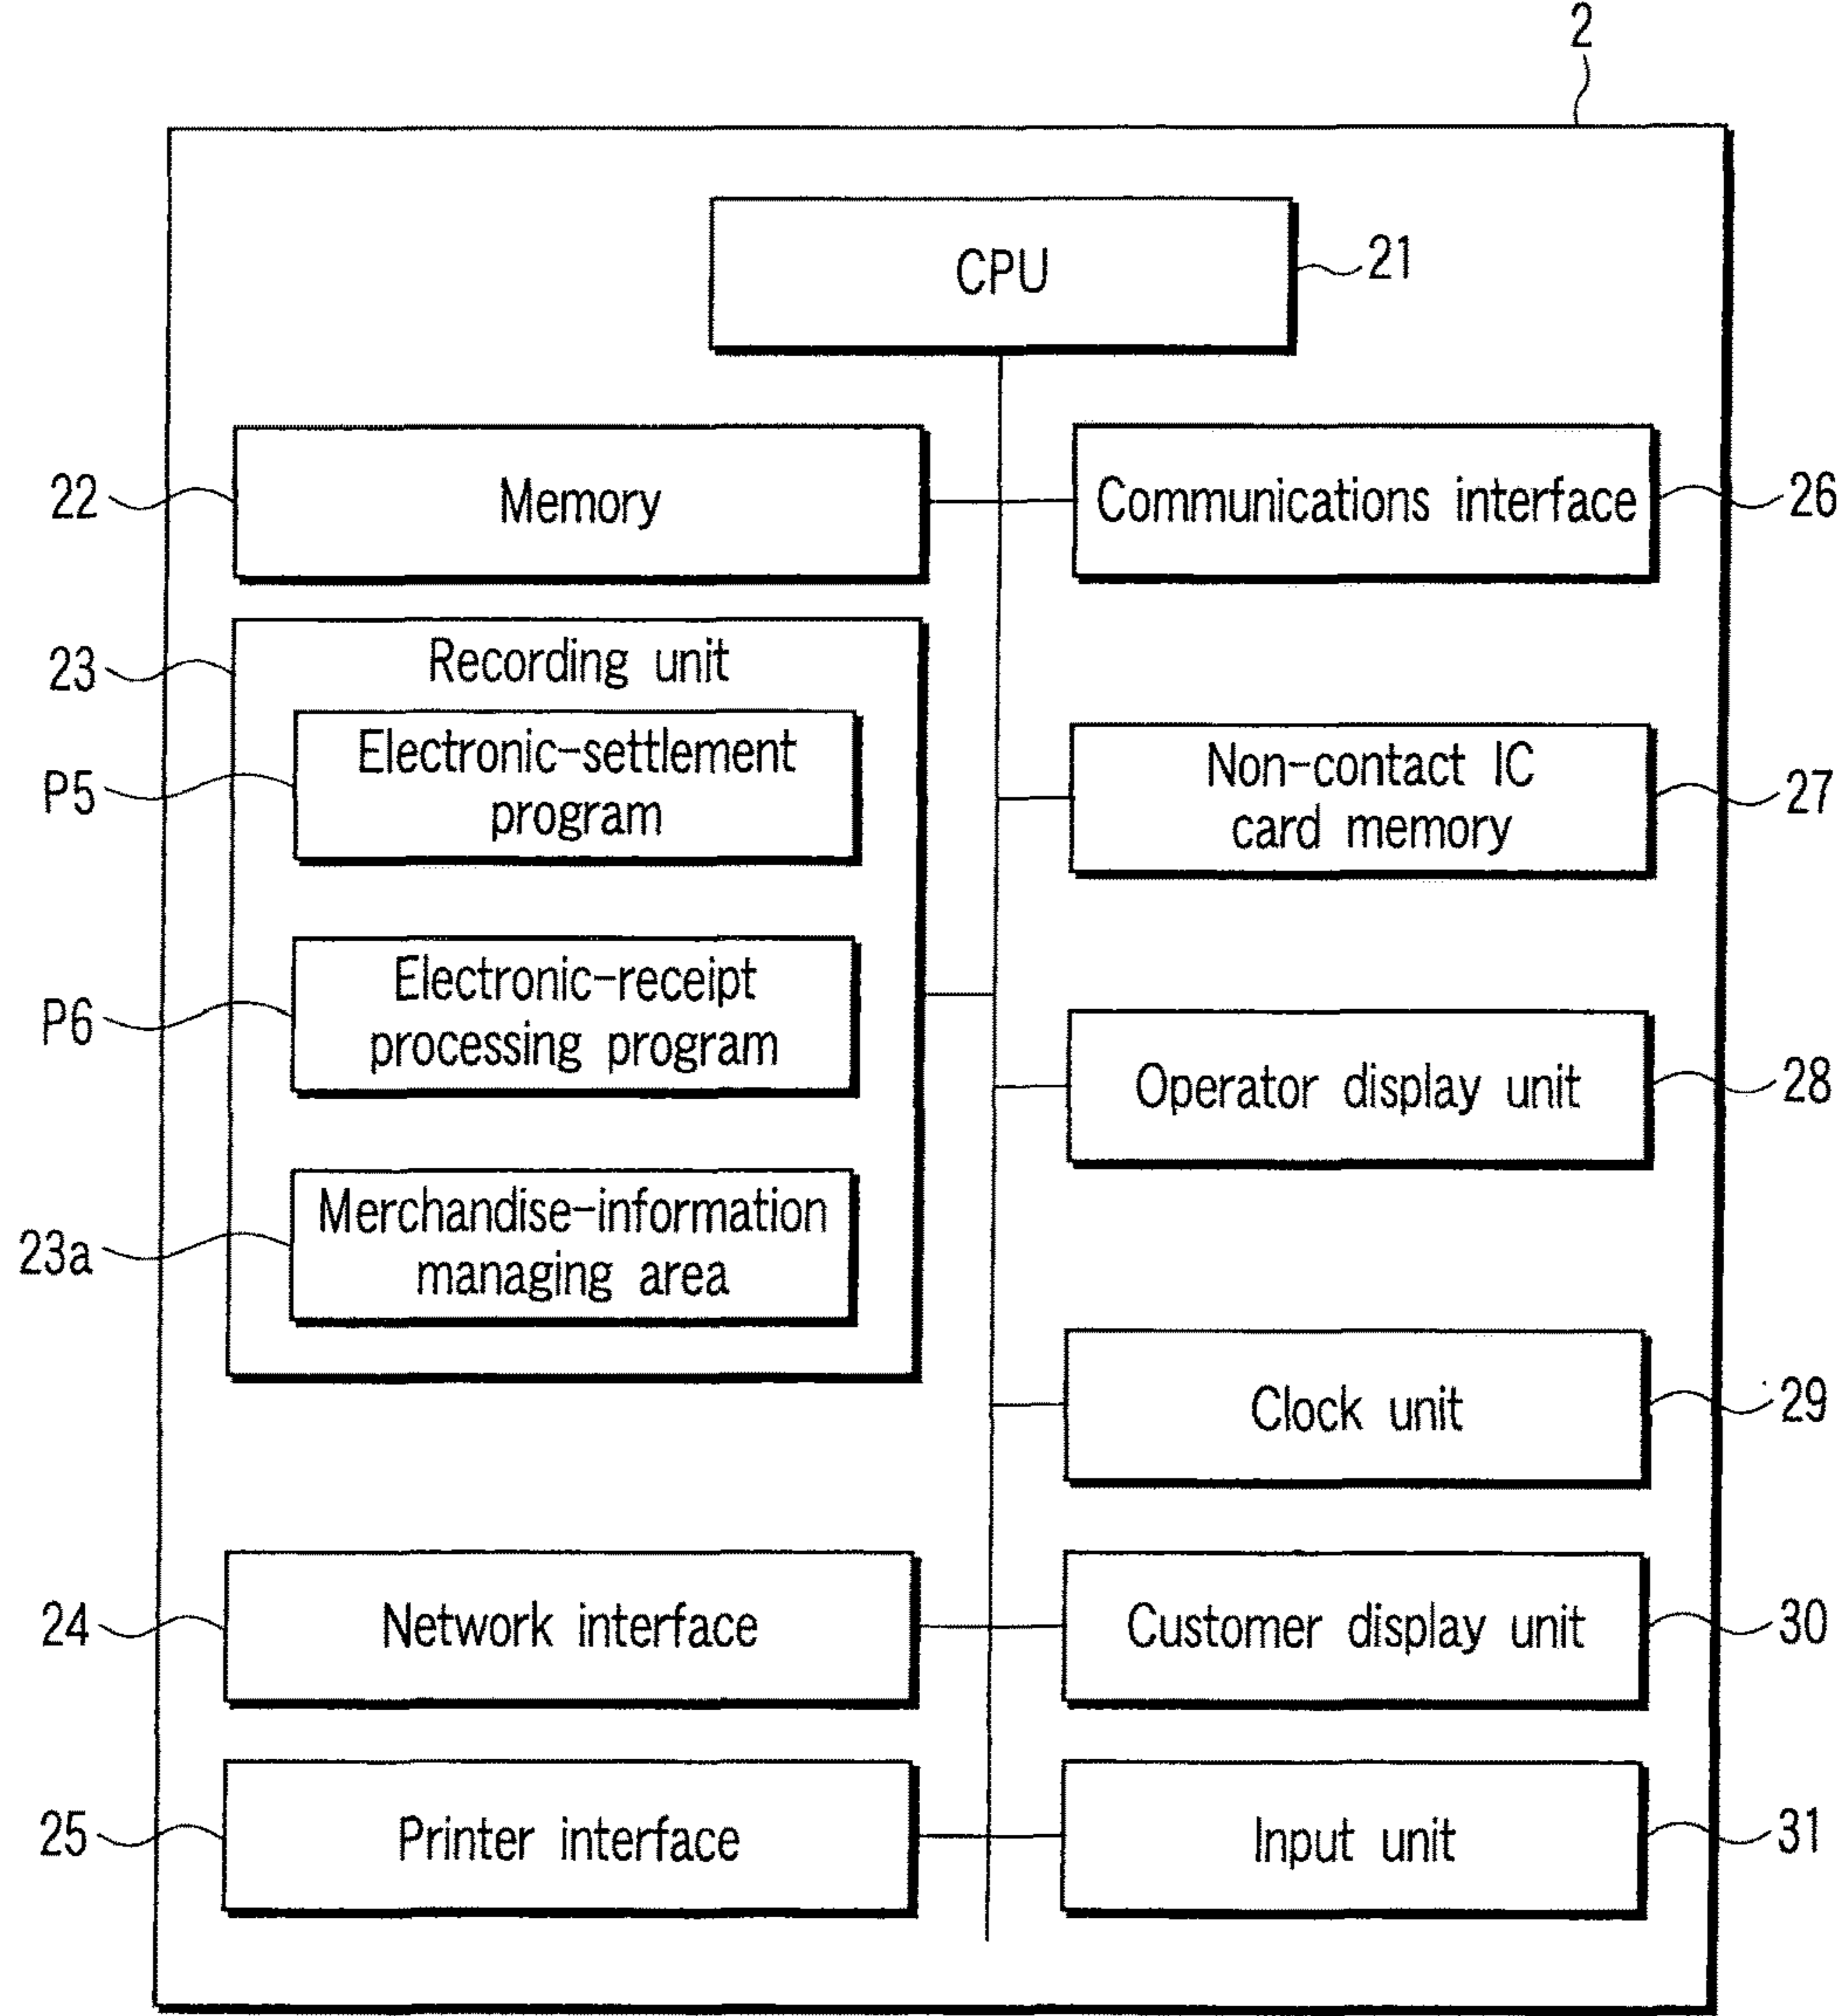 2
CPU
21
22
Memory
Communications interface
26
23
Recording unit
P5
Electronic-settlement
program
Non-contact IC
card memory
27
P6
Electronic-receipt
processing program
Operator display unit
28
23a
Merchandise-information
managing area
Clock unit
29
24
Network interface
Customer display unit
30
25
Printer interface
Input unit
31